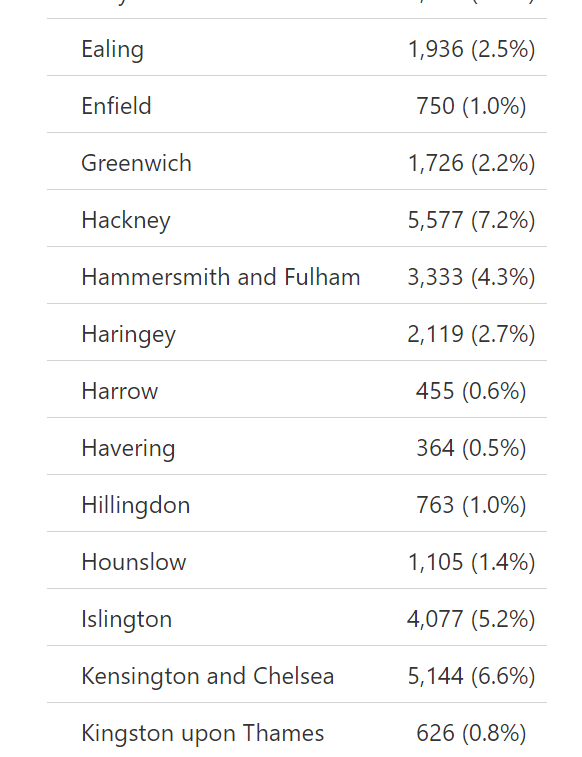 Ealing 1,936 (2.5%)
Enfield 750 (1.0%)
Greenwich 1,726 (2.2%)
Hackney 5,577 (7.2%)
Hammersmith and Fulham 3,333 (4.3%)
Haringey 2,119 (2.7%)
Harrow 455 (0.6%)
Havering 364 (0.5%)
Hillingdon 763 (1.0%)
Hounslow 1,105 (1.4%)
Islington 4,077 (5.2%)
Kensington and Chelsea 5,144 (6.6%)
Kingston upon Thames 626 (0.8%)